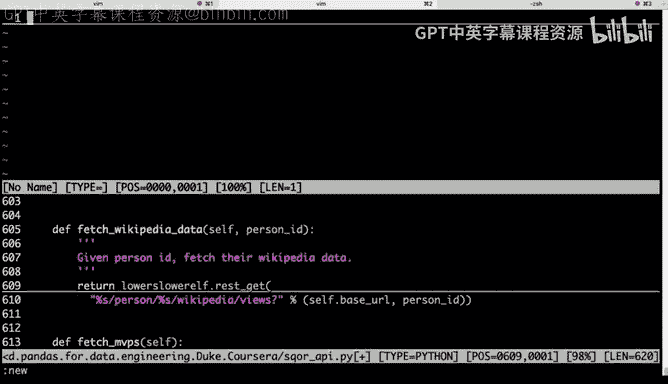 vim ⌘1 vim ⌘2 -zsh ⌘3
GPT中英字幕课程资源@bilibili
GPT中英字幕课程资源 bilibili
1
~
~
~
~
~
~
~
~
~
~
[No Name] [TYPE=] [POS=0000,0001] [100%] [LEN=1]
603
604
605 def fetch_wikipedia_data(self, person_id):
606 '''
607 Given person id, fetch their wikipedia data.
608 '''
609 return lowerslowerelf.rest_get(
610 "%s/person/%s/wikipedia/views?" % (self.base_url, person_id))
611
612
613 def fetch_mvps(self):
<d.pandas.for.data.engineering.Duke.Coursera/sqor_api.py[+] [TYPE=PYTHON] [POS=0609,0001] [98%] [LEN=620]
:new